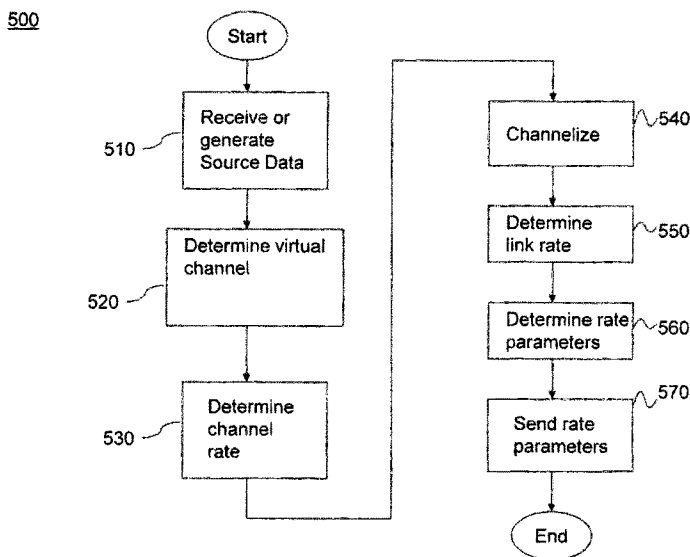 500
Start
510
Receive or
generate
Source Data
520
Determine virtual
channel
530
Determine
channel
rate
540
Channelize
550
Determine
link rate
560
Determine rate
parameters
570
Send rate
parameters
End